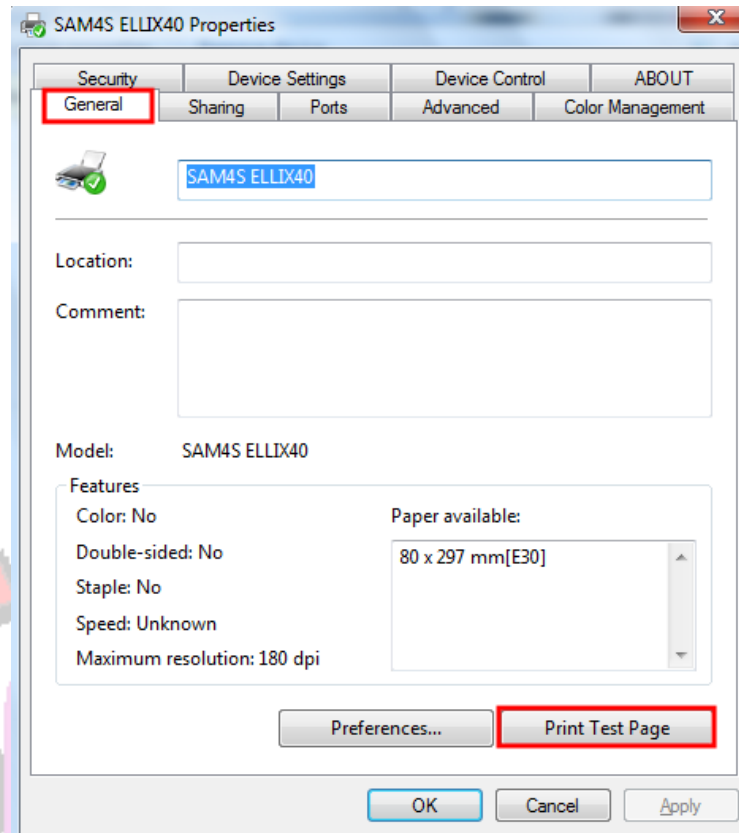 SAM4S ELLIX40 Properties
x
Security Device Settings Device Control ABOUT
General Sharing Ports Advanced Color Management
SAM4S ELLIX40
Location:
Comment:
Model: SAM4S ELLIX40
Features
Color: No Paper available:
Double-sided: No 80 x 297 mm[E30]
Staple: No
Speed: Unknown
Maximum resolution: 180 dpi
Preferences... Print Test Page
OK Cancel Apply